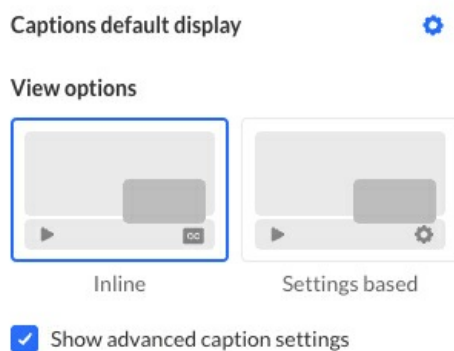 Captions default display
View options
CC
Inline
Settings based
Show advanced caption settings